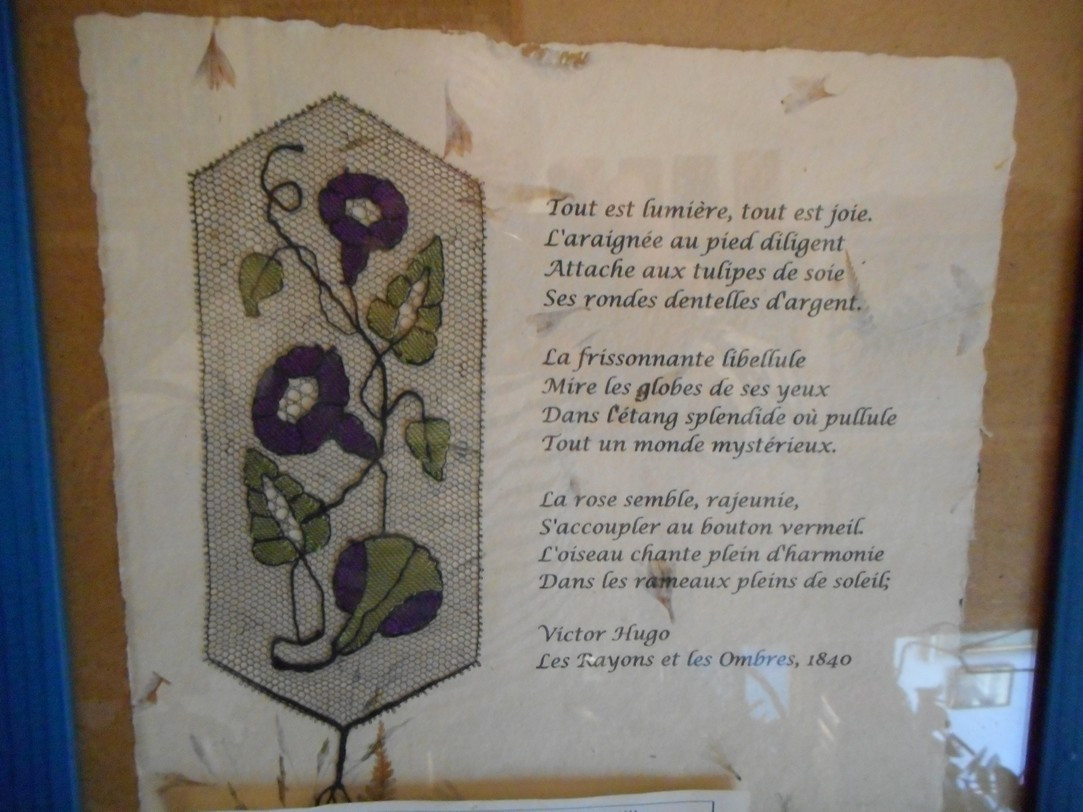 Tout est lumière, tout est joie.
L'araignée au pied diligent
Attache aux tulipes de soie
Ses rondes dentelles d'argent.
La frissonnante libellule
Mire les globes de ses yeux
Dans l'étang splendide où pullule
Tout un monde mystérieux.
La rose semble, rajeunie,
S'accoupler au bouton vermeil.
L'oiseau chante plein d'harmonie
Dans les rameaux pleins de soleil;
Victor Hugo
Les Rayons et les Ombres, 1840